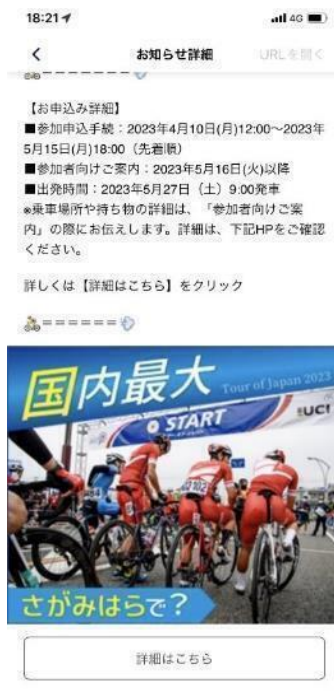 18:21
4G
お知らせ詳細
URLを開く
======
【お申込み詳細】
■参加申込手続：2023年4月10日(月)12:00～2023年
5月15日(月)18:00（先着順）
■参加者向けご案内：2023年5月16日(火)以降
■出発時間：2023年5月27日（土）9:00発車
※乗車場所や持ち物の詳細は、「参加者向けご案
内」の際にお伝えします。詳細は、下記HPをご確認
ください。
詳しくは【詳細はこちら】をクリック
======
国内最大
Tour of Japan 2023
START
UCI
さがみはらで？
詳細はこちら